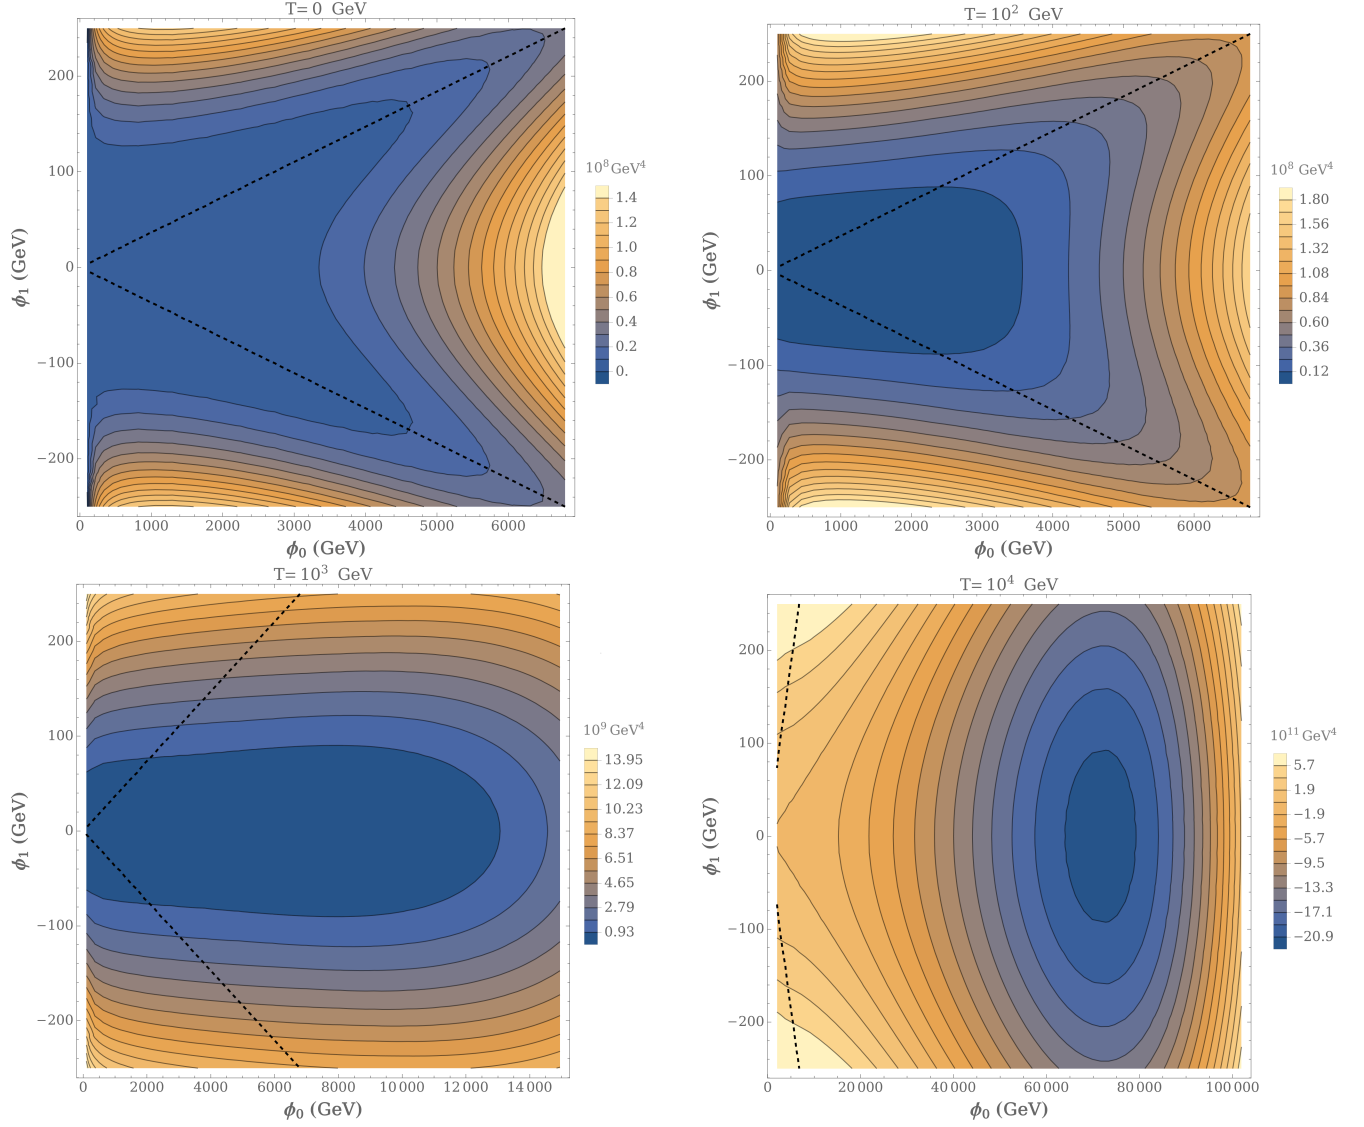 T= 0 GeV
200
100
0
−100
−200
ϕ1 (GeV)
0 1000 2000 3000 4000 5000 6000
ϕ0 (GeV)
10^8 GeV^4
1.4
1.2
1.0
0.8
0.6
0.4
0.2
0.
T= 10^2 GeV
200
100
0
−100
−200
ϕ1 (GeV)
0 1000 2000 3000 4000 5000 6000
ϕ0 (GeV)
10^8 GeV^4
1.80
1.56
1.32
1.08
0.84
0.60
0.36
0.12
T= 10^3 GeV
200
100
0
−100
−200
ϕ1 (GeV)
0 2000 4000 6000 8000 10 000 12 000 14 000
ϕ0 (GeV)
10^9 GeV^4
13.95
12.09
10.23
8.37
6.51
4.65
2.79
0.93
T= 10^4 GeV
200
100
0
−100
−200
ϕ1 (GeV)
0 20 000 40 000 60 000 80 000 100 000
ϕ0 (GeV)
10^11 GeV^4
5.7
1.9
−1.9
−5.7
−9.5
−13.3
−17.1
−20.9